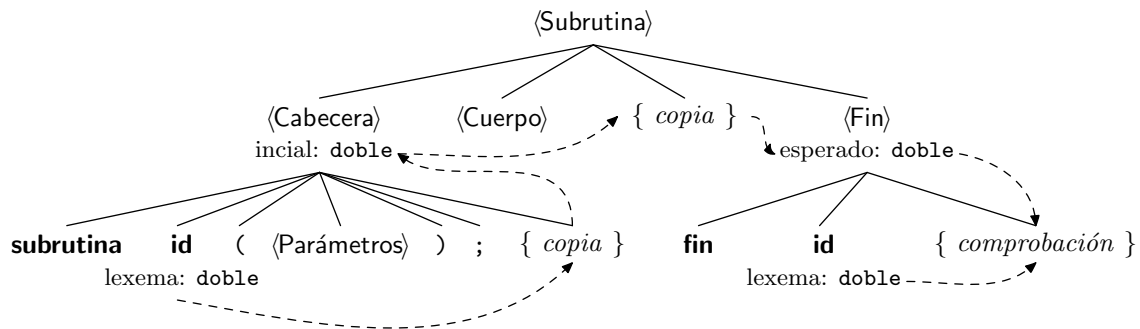 ⟨Subrutina⟩
⟨Cabecera⟩ ⟨Cuerpo⟩ { copia } ⟨Fin⟩
incial: doble esperado: doble
subrutina id ( ⟨Parámetros⟩ ) ; { copia } fin id { comprobación }
lexema: doble lexema: doble